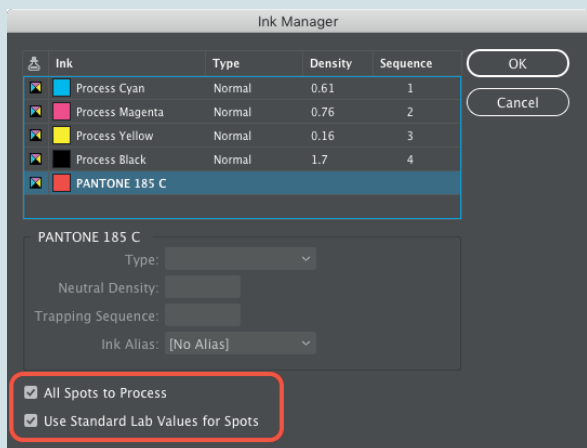 Ink Manager
Ink Type Density Sequence
Process Cyan Normal 0.61 1
Process Magenta Normal 0.76 2
Process Yellow Normal 0.16 3
Process Black Normal 1.7 4
PANTONE 185 C
OK
Cancel
PANTONE 185 C
Type:
Neutral Density:
Trapping Sequence:
Ink Alias: [No Alias]
All Spots to Process
Use Standard Lab Values for Spots